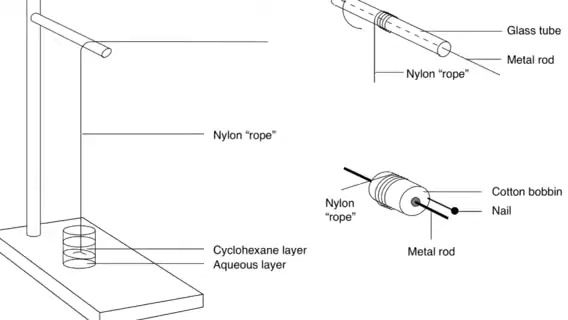 Nylon “rope”
Cyclohexane layer
Aqueous layer
Glass tube
Metal rod
Nylon “rope”
Nylon
“rope”
Cotton bobbin
Nail
Metal rod